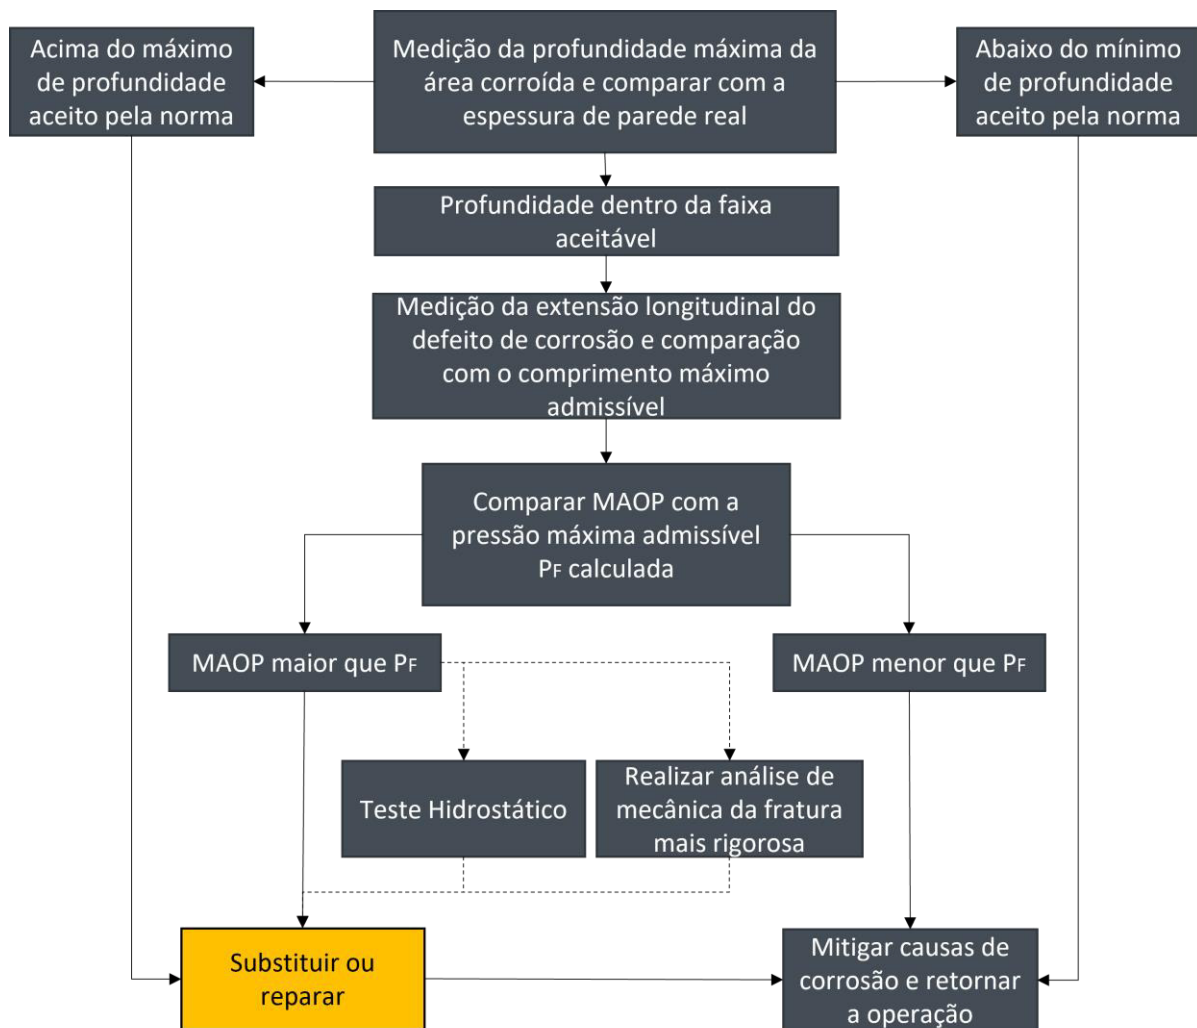 Acima do máximo
de profundidade
aceito pela norma
Medição da profundidade máxima da
área corroída e comparar com a
espessura de parede real
Abaixo do mínimo
de profundidade
aceito pela norma
Profundidade dentro da faixa
aceitável
Medição da extensão longitudinal do
defeito de corrosão e comparação
com o comprimento máximo
admissível
Comparar MAOP com a
pressão máxima admissível
PF calculada
MAOP maior que PF
MAOP menor que PF
Teste Hidrostático
Realizar análise de
mecânica da fratura
mais rigorosa
Substituir ou
reparar
Mitigar causas de
corrosão e retornar
a operação